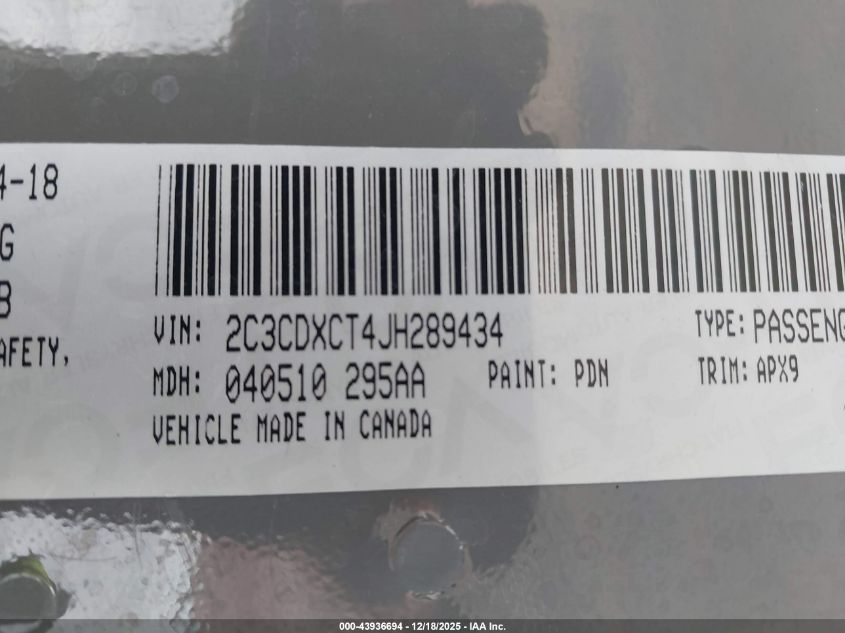 4-18
G
B
AFETY,
VIN: 2C3CDXCT4JH289434
TYPE: PASSENG
MDH: 040510 295AA
PAINT: PDN
TRIM: APX9
VEHICLE MADE IN CANADA
000-43936694 - 12/18/2025 - IAA Inc.